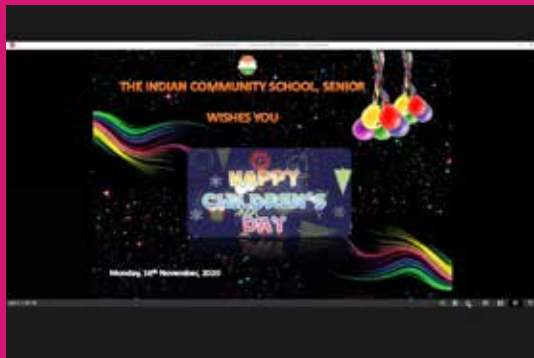 THE INDIAN COMMUNITY SCHOOL, SENIOR
WISHES YOU
HAPPY
CHILDREN'S
DAY
Monday, 16th November, 2020